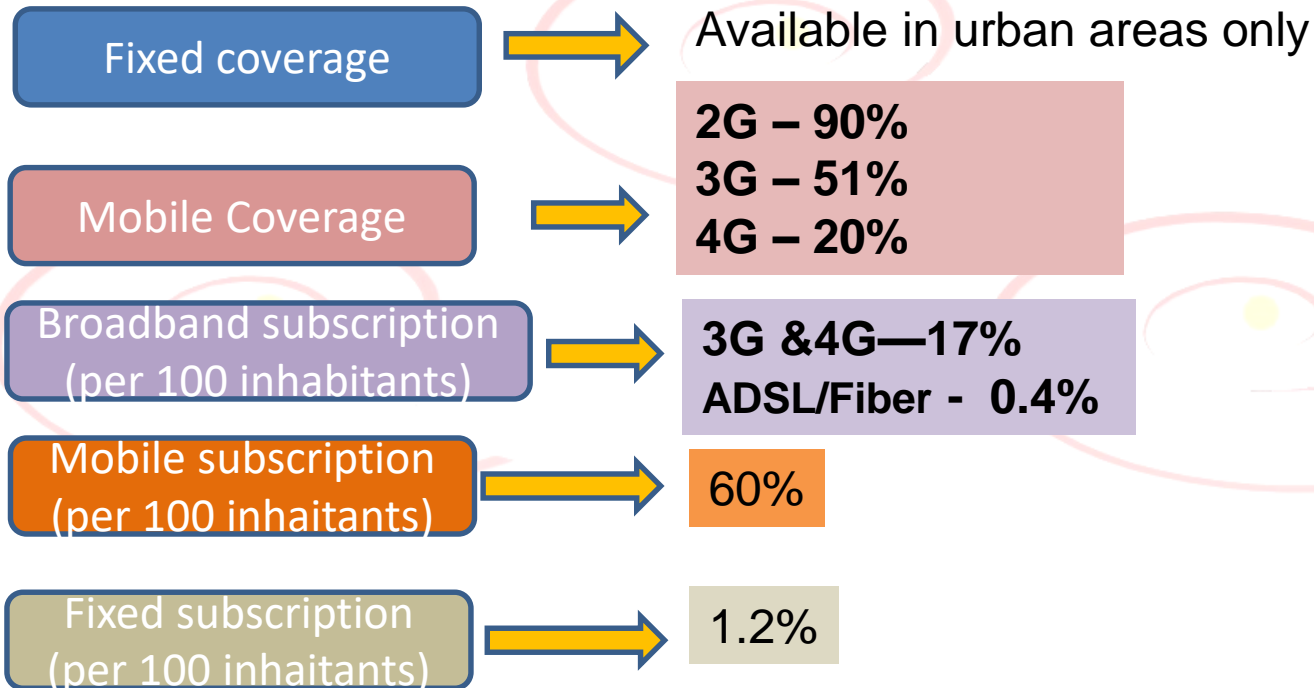 Fixed coverage
Available in urban areas only
Mobile Coverage
2G – 90%
3G – 51%
4G – 20%
Broadband subscription
(per 100 inhabitants)
3G &4G—17%
ADSL/Fiber - 0.4%
Mobile subscription
(per 100 inhaitants)
60%
Fixed subscription
(per 100 inhaitants)
1.2%